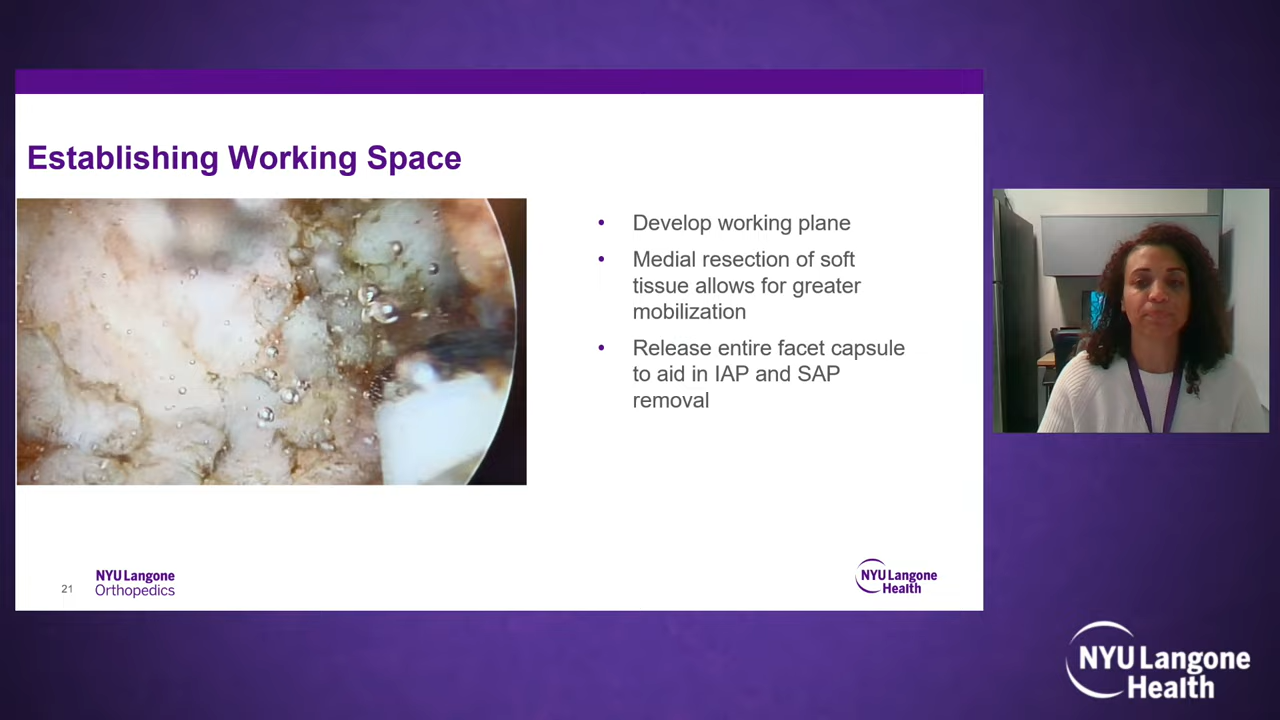 Establishing Working Space
• Develop working plane
• Medial resection of soft
tissue allows for greater
mobilization
• Release entire facet capsule
to aid in IAP and SAP
removal
21
NYU Langone
Orthopedics
NYU Langone
Health
NYU Langone
Health